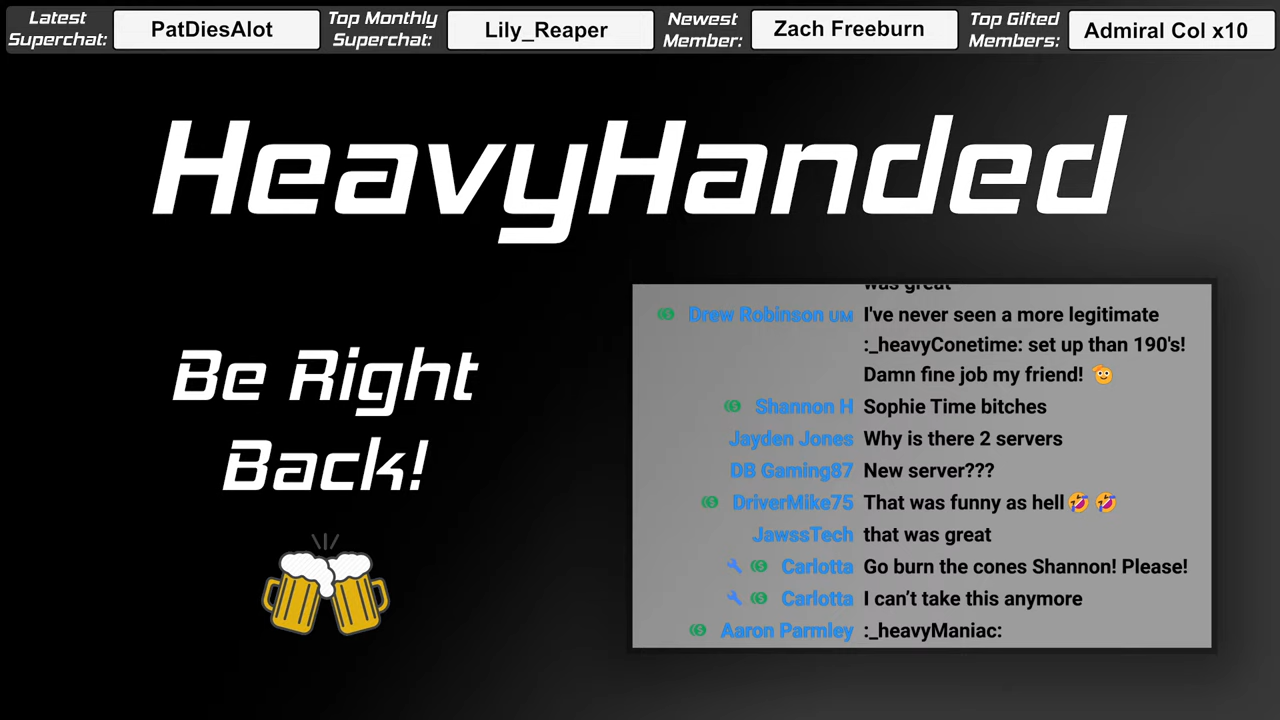 Latest Superchat: PatDiesAlot
Top Monthly Superchat: Lily_Reaper
Newest Member: Zach Freeburn
Top Gifted Members: Admiral Col x10
HeavyHanded
Be Right
Back!
was great
Drew Robinson UM I've never seen a more legitimate
:_heavyConetime: set up than 190's!
Damn fine job my friend! 🫡
Shannon H Sophie Time bitches
Jayden Jones Why is there 2 servers
DB Gaming87 New server???
DriverMike75 That was funny as hell🤣🤣
JawssTech that was great
Carlotta Go burn the cones Shannon! Please!
Carlotta I can’t take this anymore
Aaron Parmley :_heavyManiac: